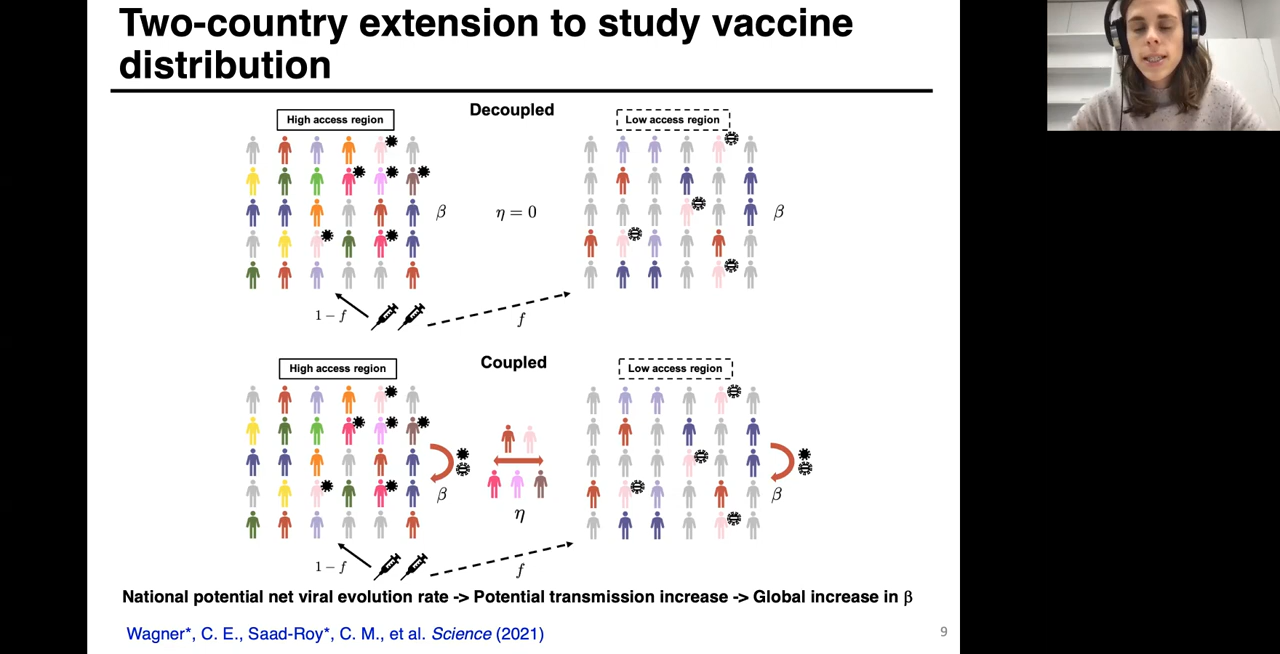 Two-country extension to study vaccine
distribution
Decoupled
High access region
Low access region
β
η = 0
β
1 − f
f
Coupled
High access region
Low access region
β
η
β
1 − f
f
National potential net viral evolution rate -> Potential transmission increase -> Global increase in β
Wagner*, C. E., Saad-Roy*, C. M., et al. Science (2021)
9